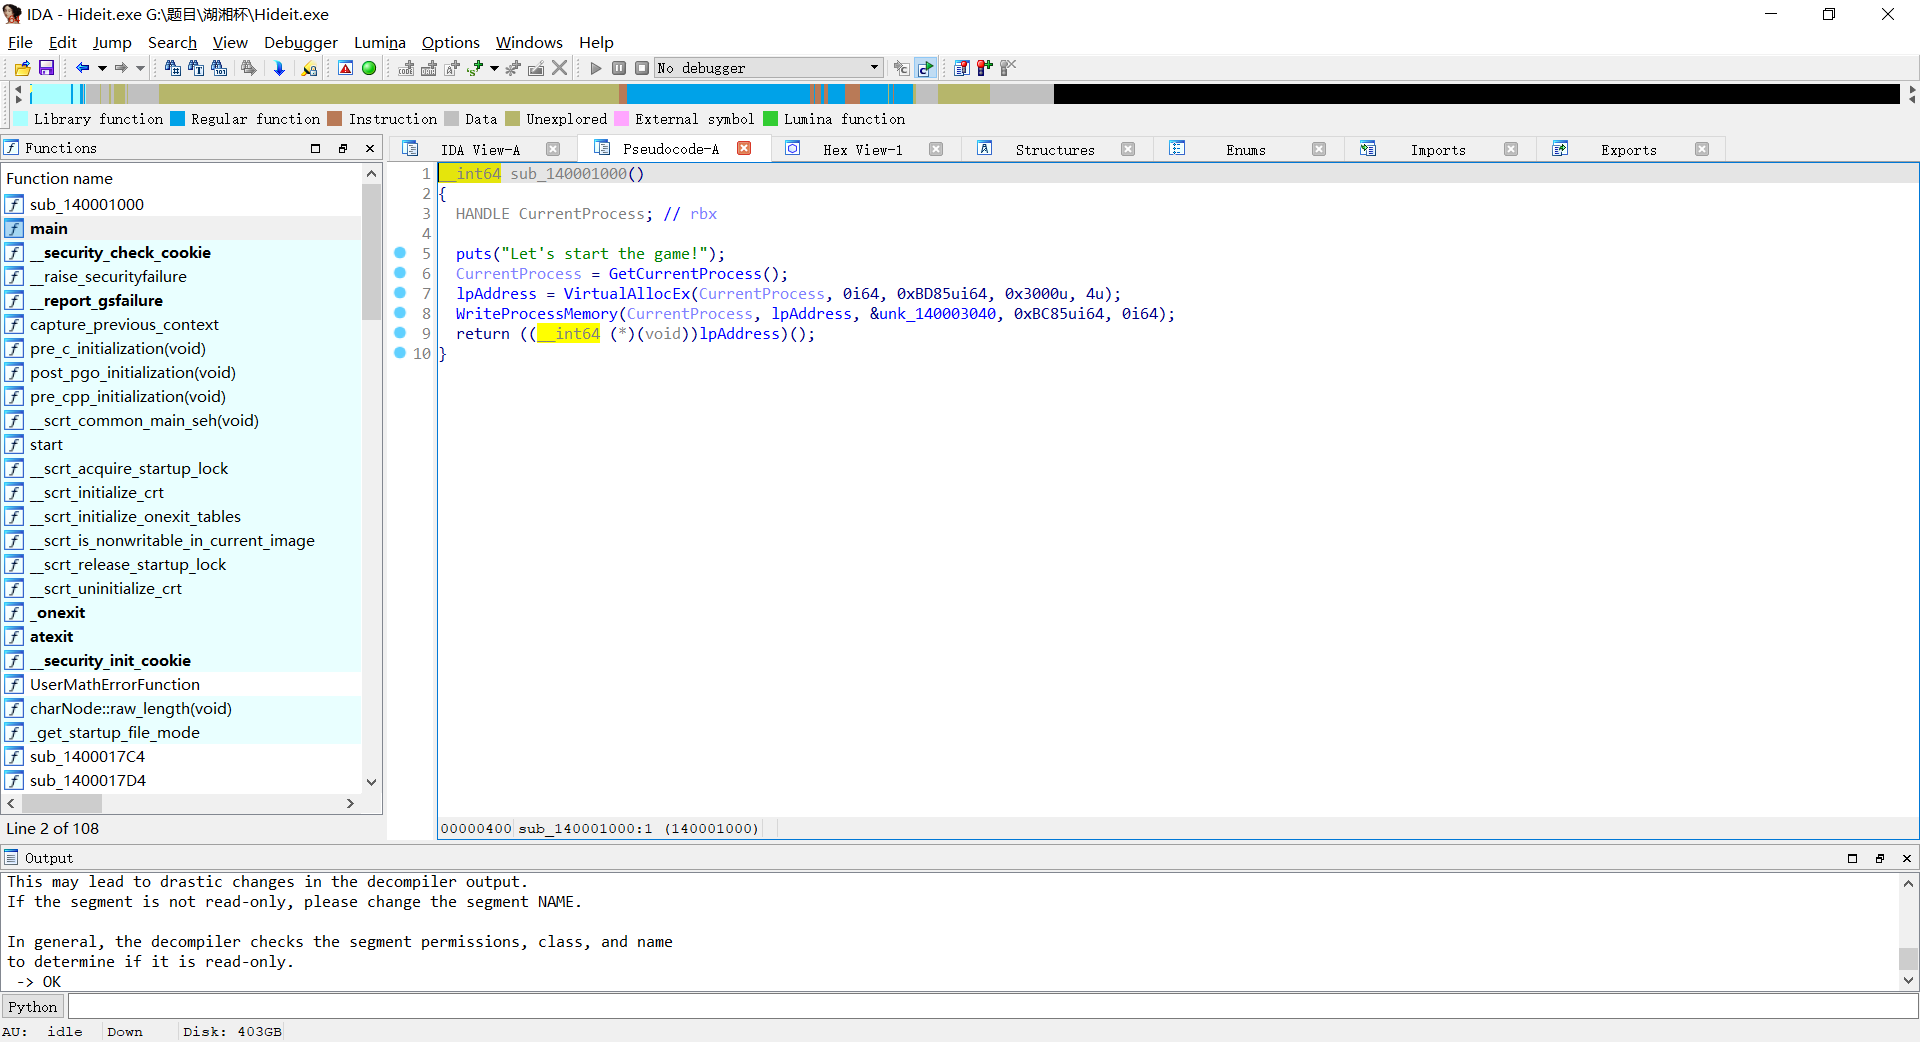 IDA - Hideit.exe G:\题目\湖湘杯\Hideit.exe
File Edit Jump Search View Debugger Lumina Options Windows Help
No debugger
Library function Regular function Instruction Data Unexplored External symbol Lumina function
Functions
Function name
sub_140001000
main
__security_check_cookie
__raise_securityfailure
__report_gsfailure
capture_previous_context
pre_c_initialization(void)
post_pgo_initialization(void)
pre_cpp_initialization(void)
__scrt_common_main_seh(void)
start
__scrt_acquire_startup_lock
__scrt_initialize_crt
__scrt_initialize_onexit_tables
__scrt_is_nonwritable_in_current_image
__scrt_release_startup_lock
__scrt_uninitialize_crt
_onexit
atexit
__security_init_cookie
UserMathErrorFunction
charNode::raw_length(void)
_get_startup_file_mode
sub_1400017C4
sub_1400017D4
Line 2 of 108
IDA View-A Pseudocode-A Hex View-1 Structures Enums Imports Exports
1 __int64 sub_140001000()
2 {
3 HANDLE CurrentProcess; // rbx
4
5 puts("Let's start the game!");
6 CurrentProcess = GetCurrentProcess();
7 lpAddress = VirtualAllocEx(CurrentProcess, 0i64, 0xBD85ui64, 0x3000u, 4u);
8 WriteProcessMemory(CurrentProcess, lpAddress, &unk_140003040, 0xBC85ui64, 0i64);
9 return ((__int64 (*)(void))lpAddress)();
10 }
00000400 sub_140001000:1 (140001000)
Output
This may lead to drastic changes in the decompiler output.
If the segment is not read-only, please change the segment NAME.
In general, the decompiler checks the segment permissions, class, and name
to determine if it is read-only.
-> OK
Python
AU: idle Down Disk: 403GB